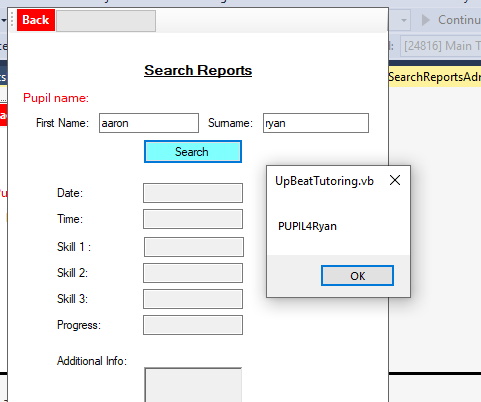 Back
Continu
[24816] Main T
SearchReportsAdr
Search Reports
Pupil name:
First Name: aaron Surname: ryan
Search
UpBeatTutoring.vb
PUPIL4Ryan
OK
Date:
Time:
Skill 1 :
Skill 2:
Skill 3:
Progress:
Additional Info: